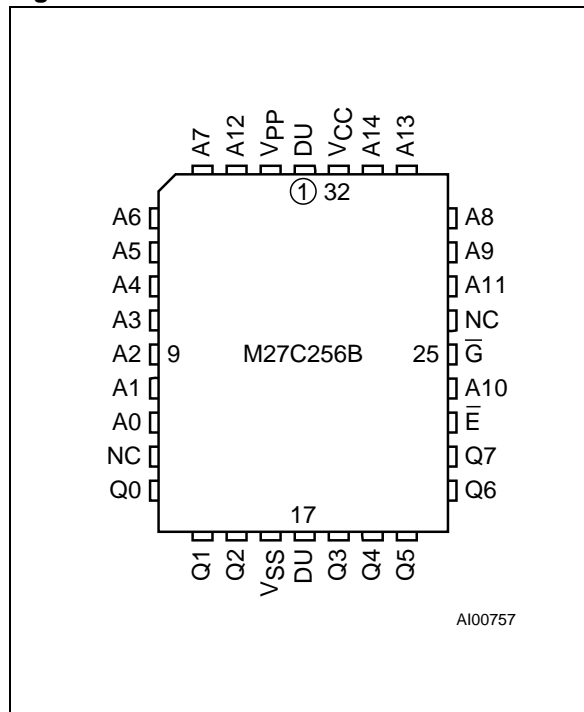 A7 A12 VPP DU VCC A14 A13
1 32
A6 A8
A5 A9
A4 A11
A3 NC
A2 9 M27C256B 25 G̅
A1 A10
A0 E̅
NC Q7
Q0 Q6
17
Q1 Q2 VSS DU Q3 Q4 Q5
AI00757